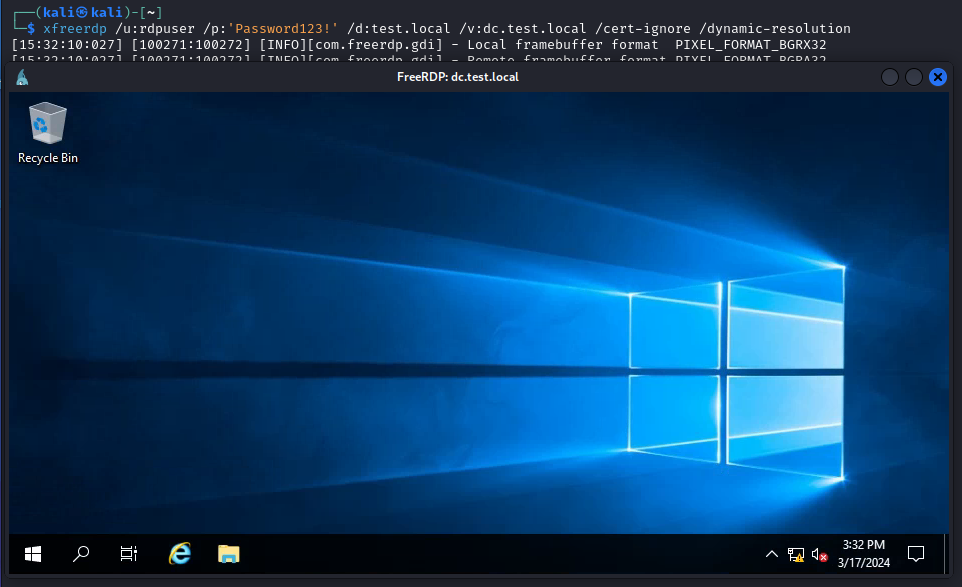 ┌──(kali㉿kali)-[~]
└─$ xfreerdp /u:rdpuser /p:'Password123!' /d:test.local /v:dc.test.local /cert-ignore /dynamic-resolution
[15:32:10:027] [100271:100272] [INFO][com.freerdp.gdi] - Local framebuffer format  PIXEL_FORMAT_BGRX32
[15:32:10:027] [100271:100272] [INFO][com.freerdp.gdi] - Remote framebuffer format PIXEL_FORMAT_BGRA32
FreeRDP: dc.test.local
Recycle Bin
3:32 PM
3/17/2024